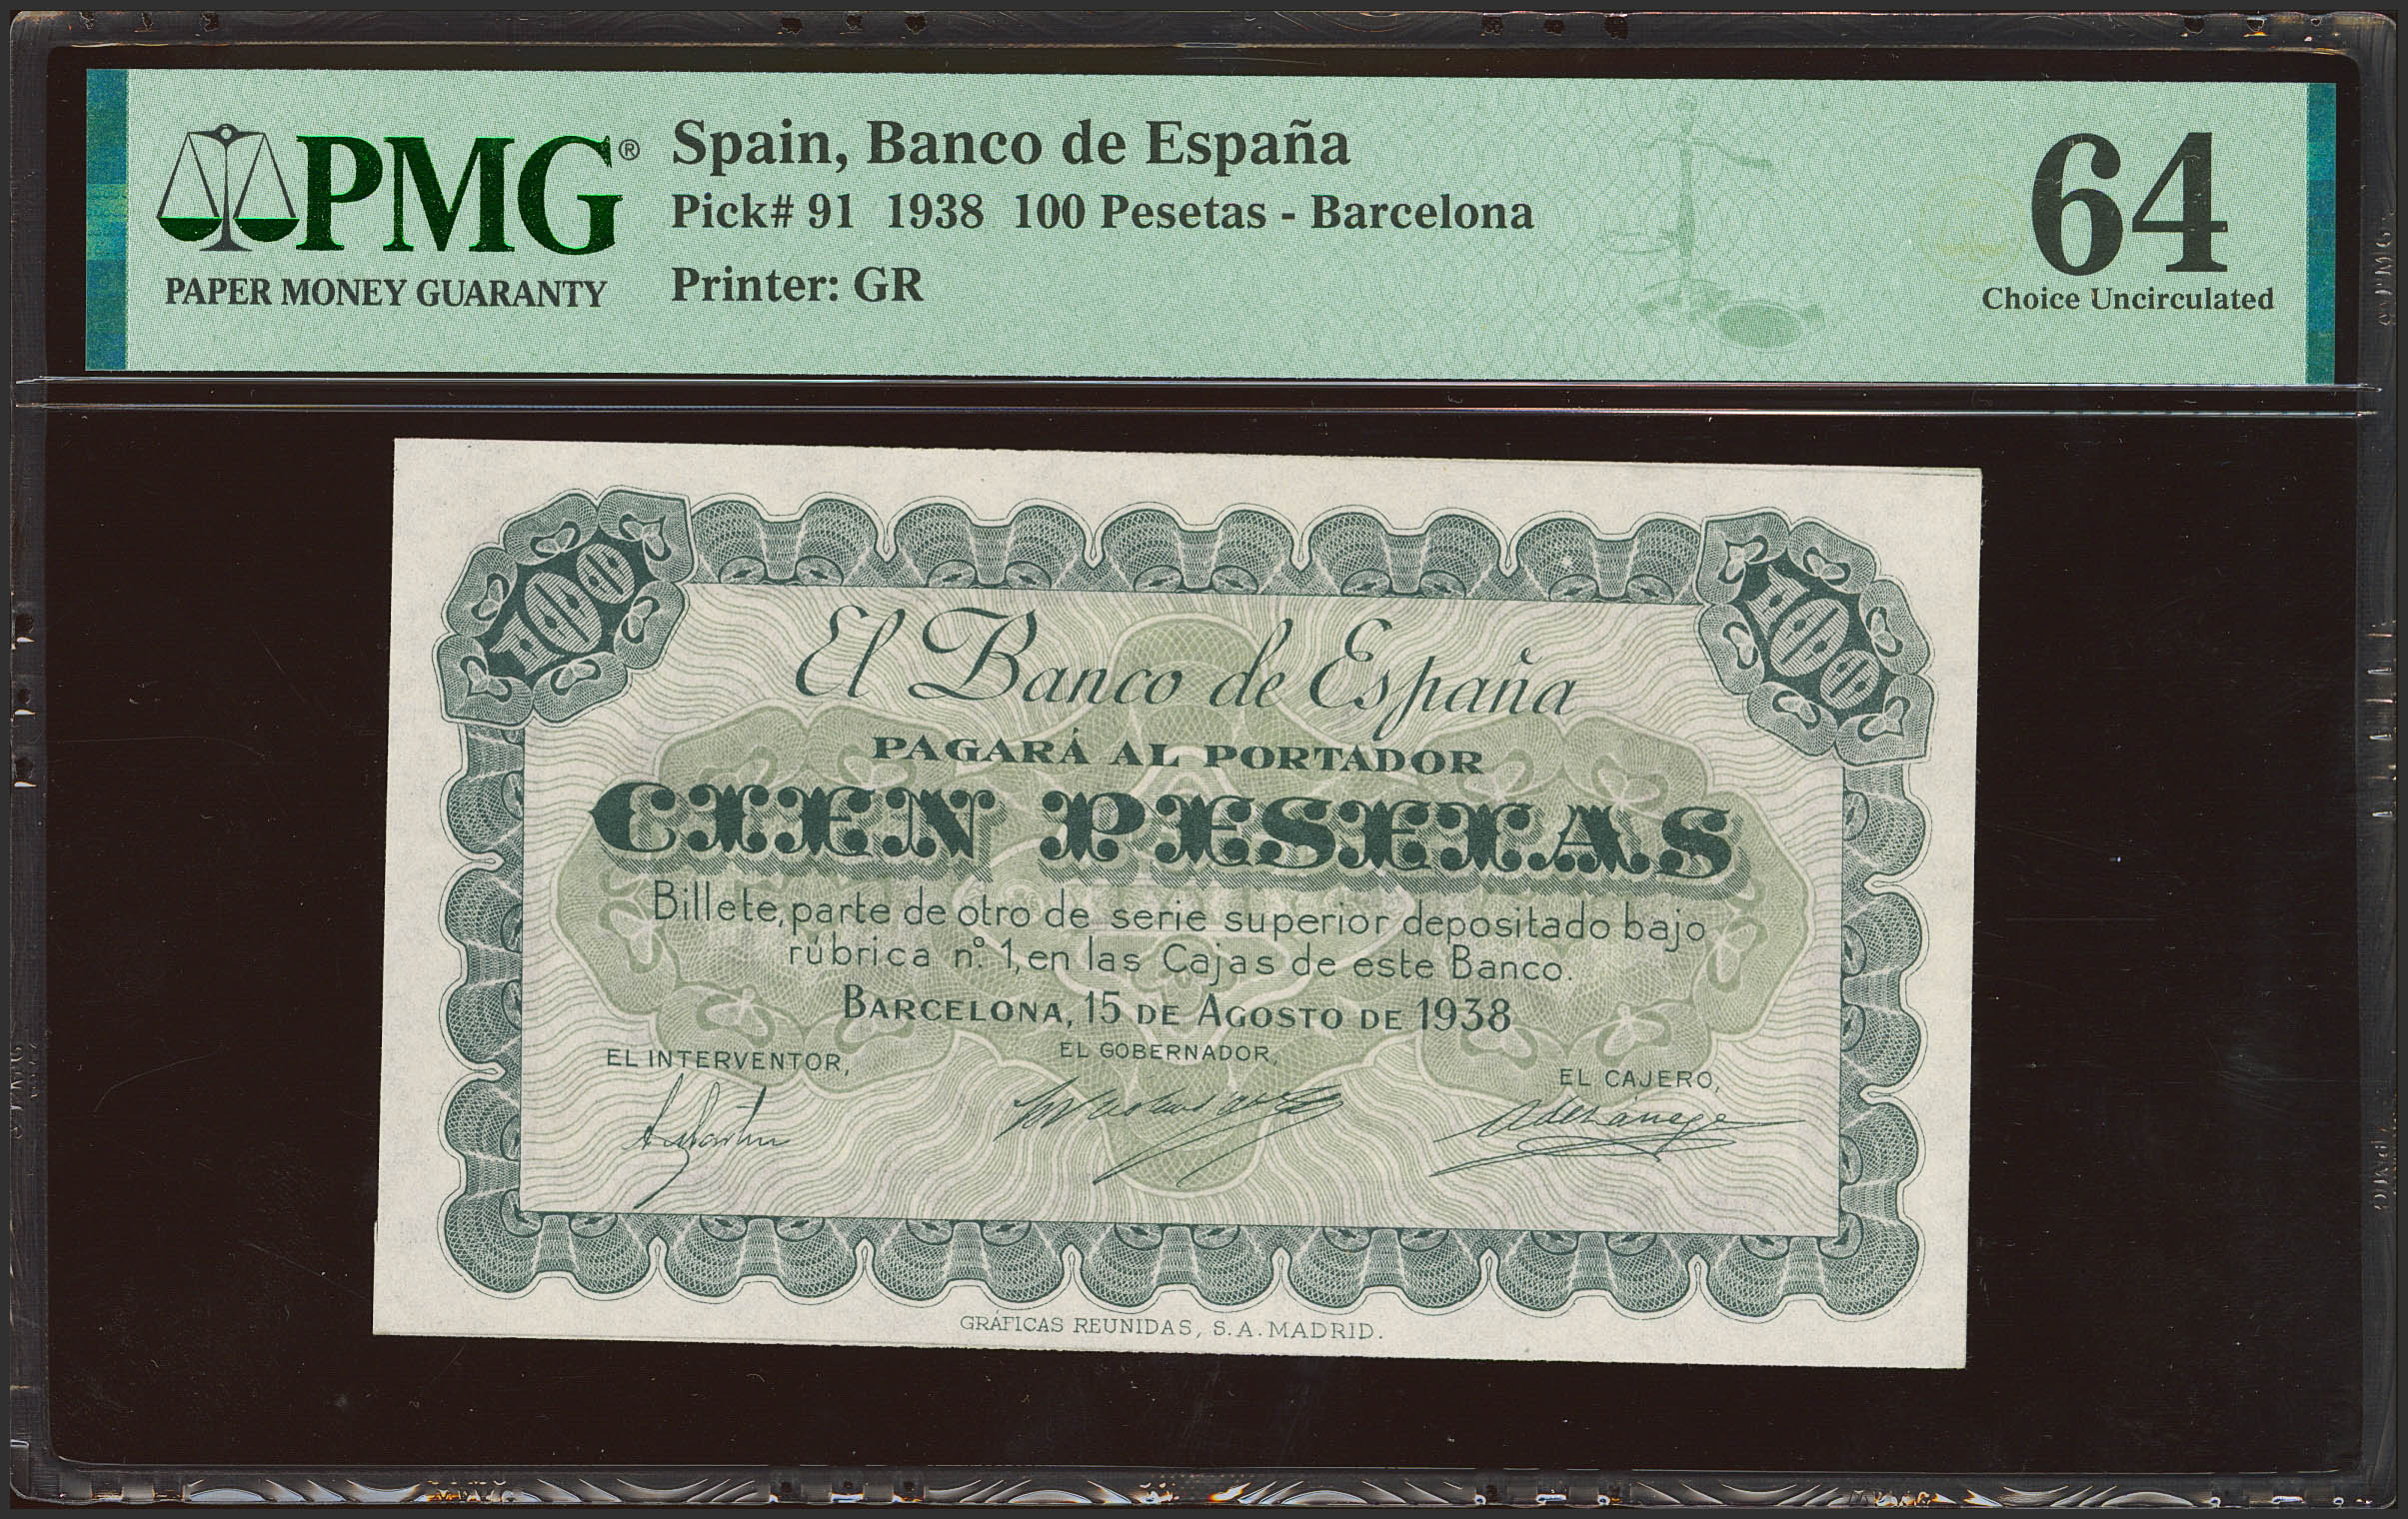 PMG®
PAPER MONEY GUARANTY
Spain, Banco de España
Pick# 91 1938 100 Pesetas - Barcelona
Printer: GR
64
Choice Uncirculated
100
100
El Banco de España
PAGARÁ AL PORTADOR
CIEN PESETAS
Billete, parte de otro de serie superior depositado bajo
rúbrica nº 1, en las Cajas de este Banco.
BARCELONA, 15 DE AGOSTO DE 1938
EL INTERVENTOR,
EL GOBERNADOR,
EL CAJERO,
GRÁFICAS REUNIDAS, S.A. MADRID.